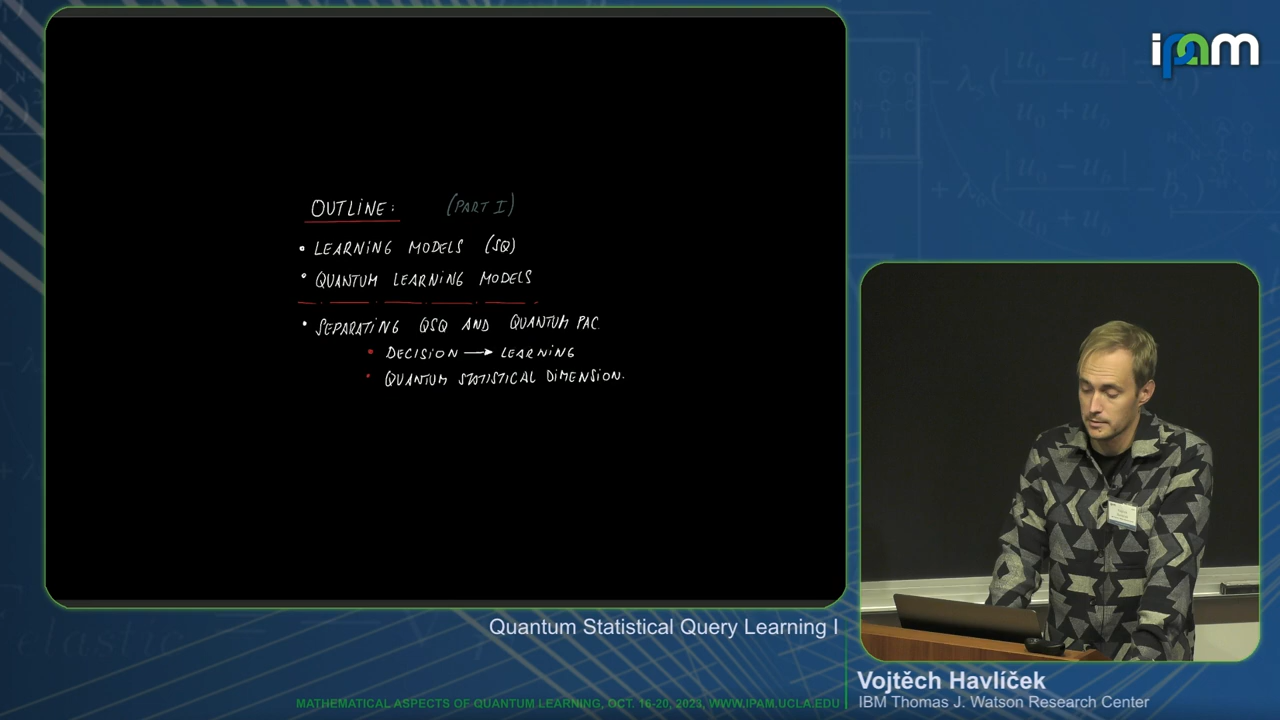 ipam
OUTLINE: (PART I)
• LEARNING MODELS (SQ)
• QUANTUM LEARNING MODELS
• SEPARATING QSQ AND QUANTUM PAC.
• DECISION → LEARNING
• QUANTUM STATISTICAL DIMENSION.
Quantum Statistical Query Learning I
Vojtěch Havlíček
IBM Thomas J. Watson Research Center
MATHEMATICAL ASPECTS OF QUANTUM LEARNING, OCT. 16-20, 2023, WWW.IPAM.UCLA.EDU